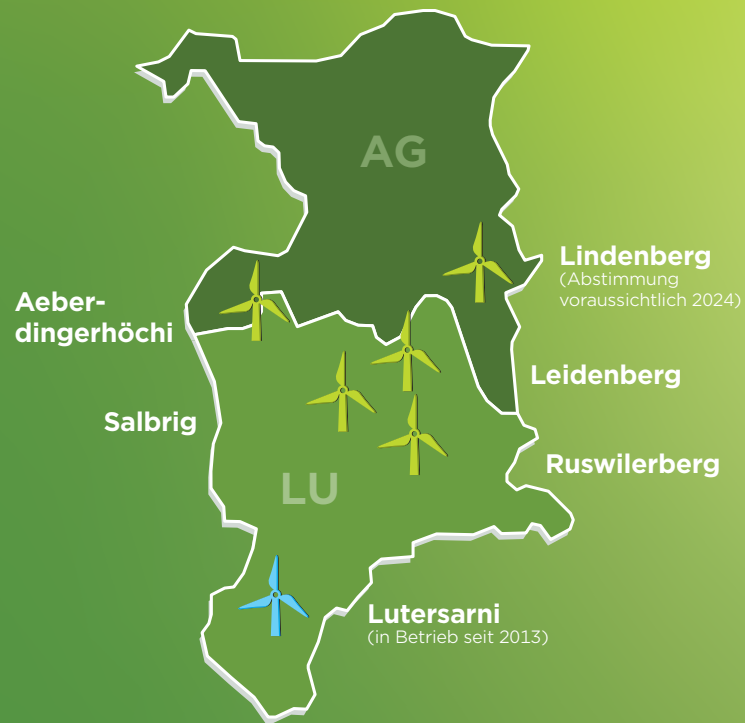 AG
Lindenberg
(Abstimmung
voraussichtlich 2024)
Aeber-
dingerhöchi
Leidenberg
Salbrig
Ruswilerberg
LU
Lutersarni
(in Betrieb seit 2013)